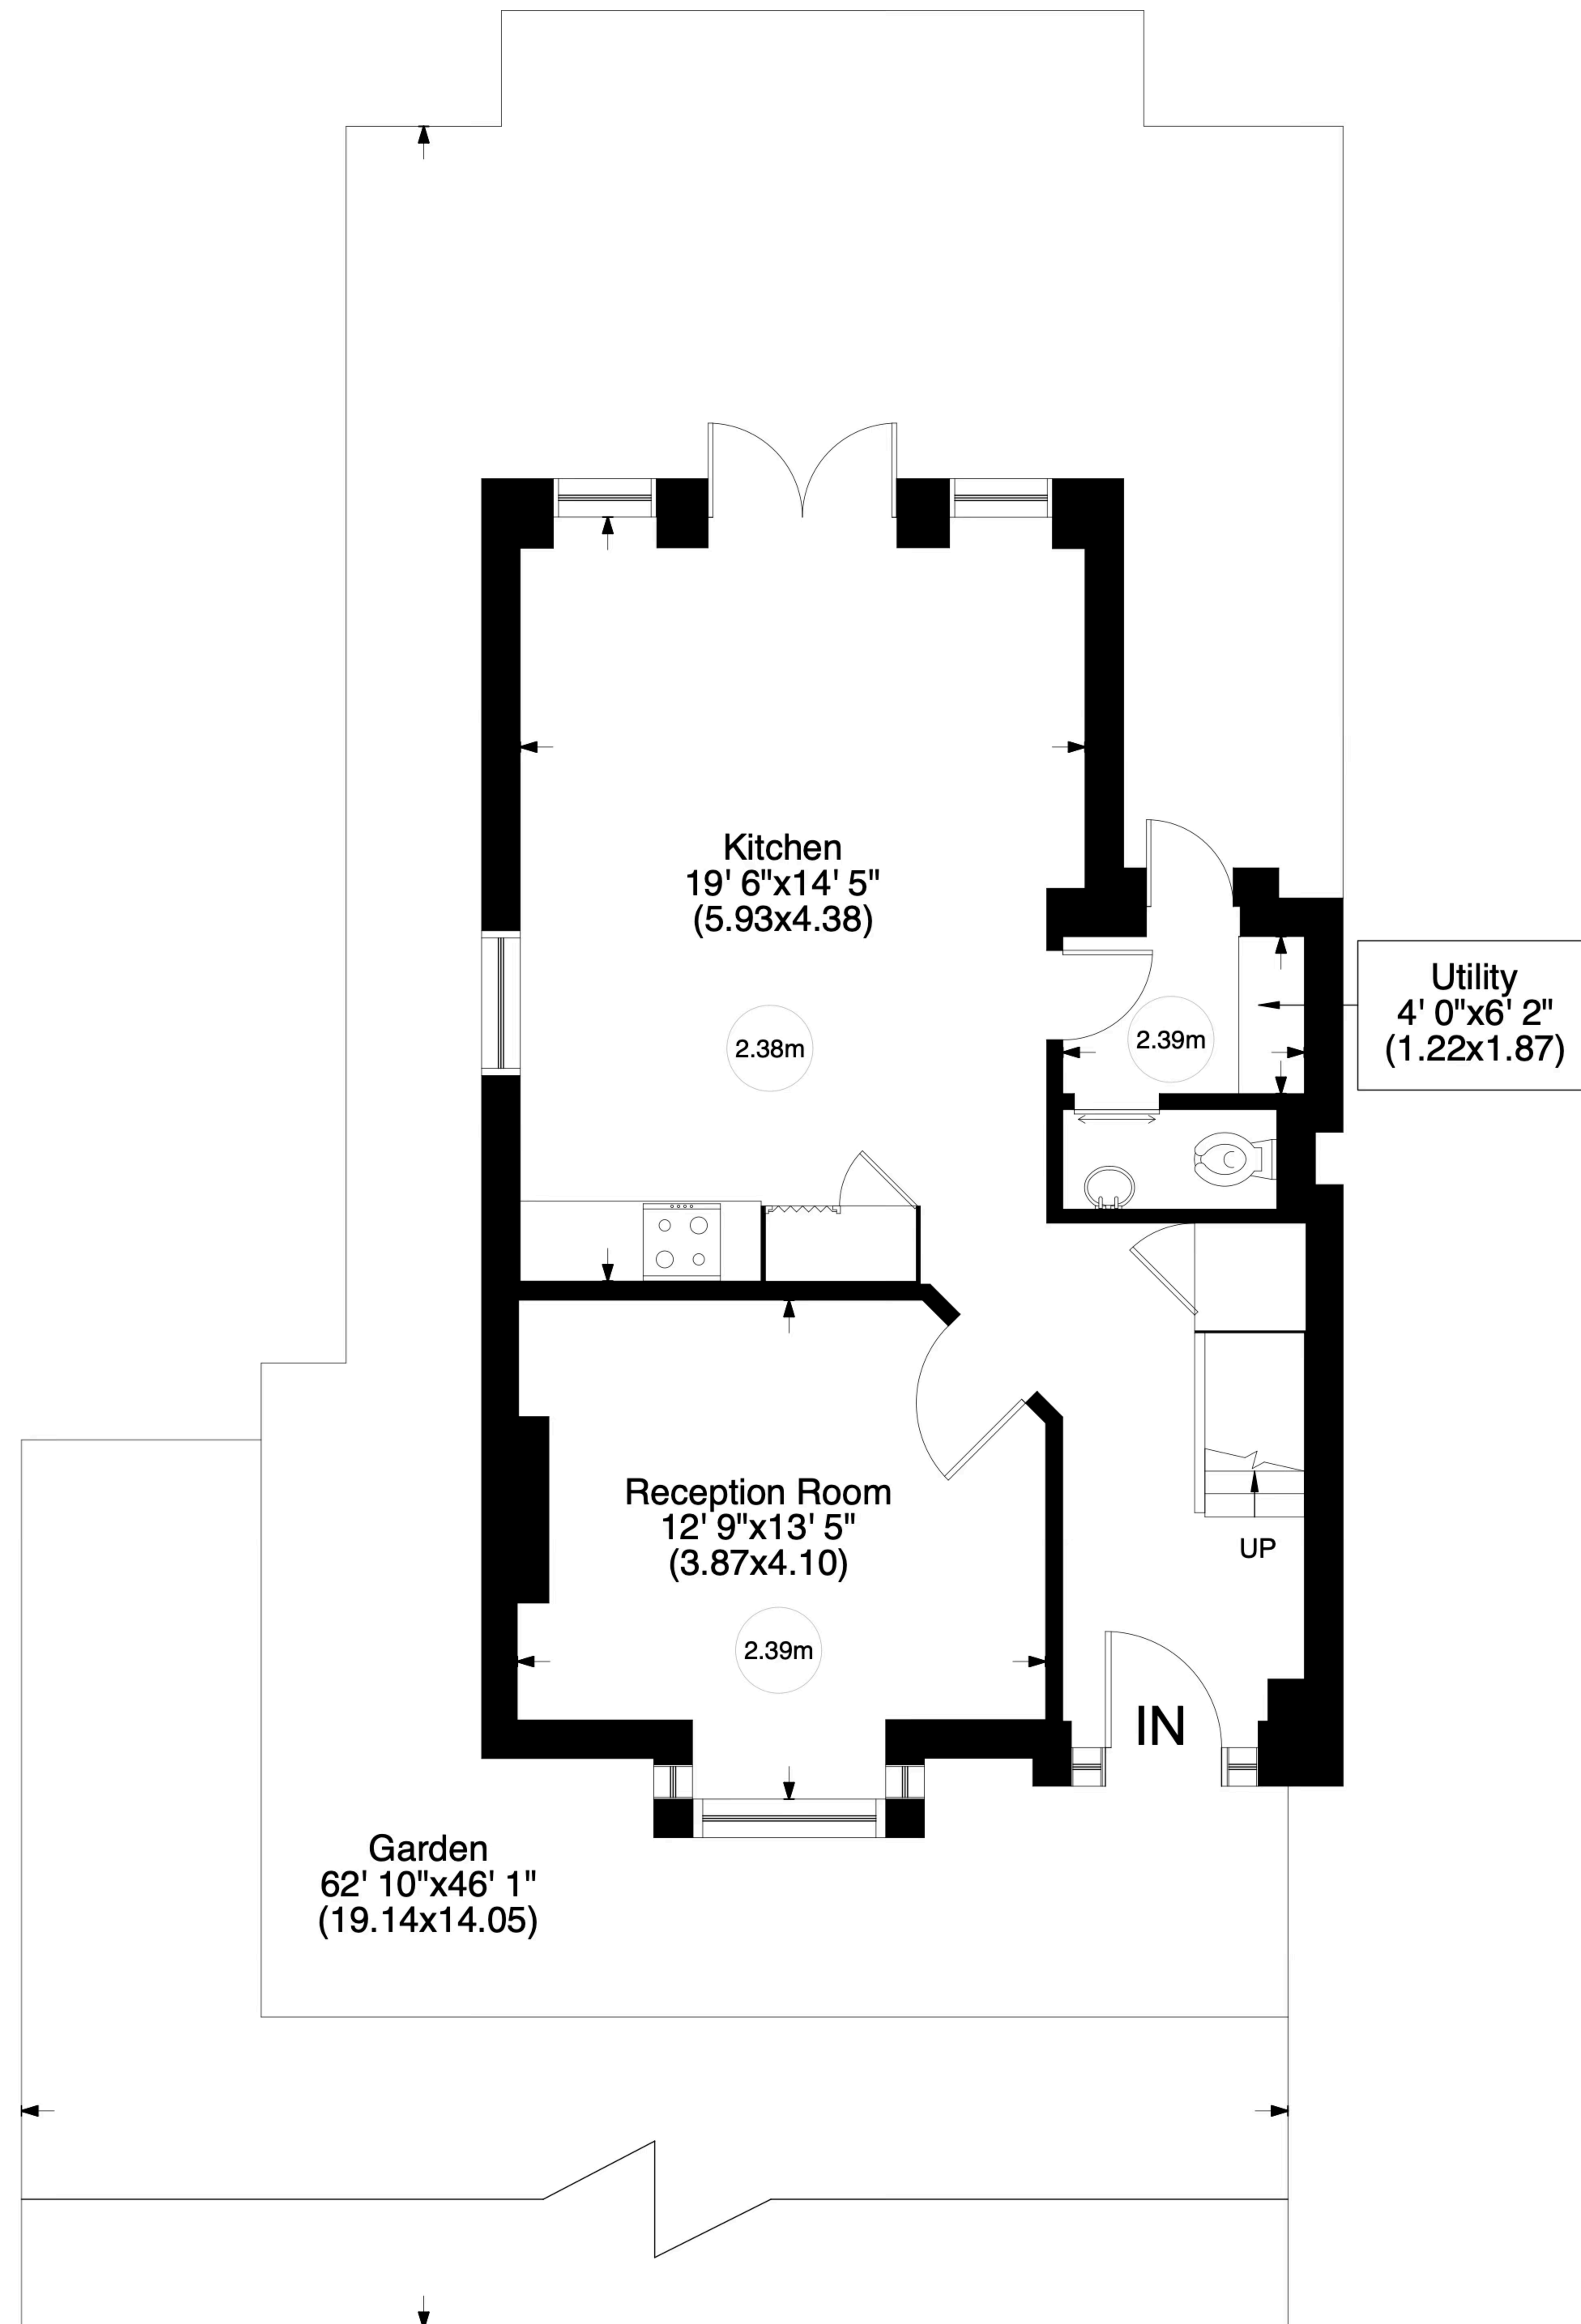 Kitchen
19' 6"x14' 5"
(5.93x4.38)
2.38m
Utility
4' 0"x6' 2"
(1.22x1.87)
2.39m
Reception Room
12' 9"x13' 5"
(3.87x4.10)
2.39m
UP
IN
Garden
62' 10"x46' 1"
(19.14x14.05)